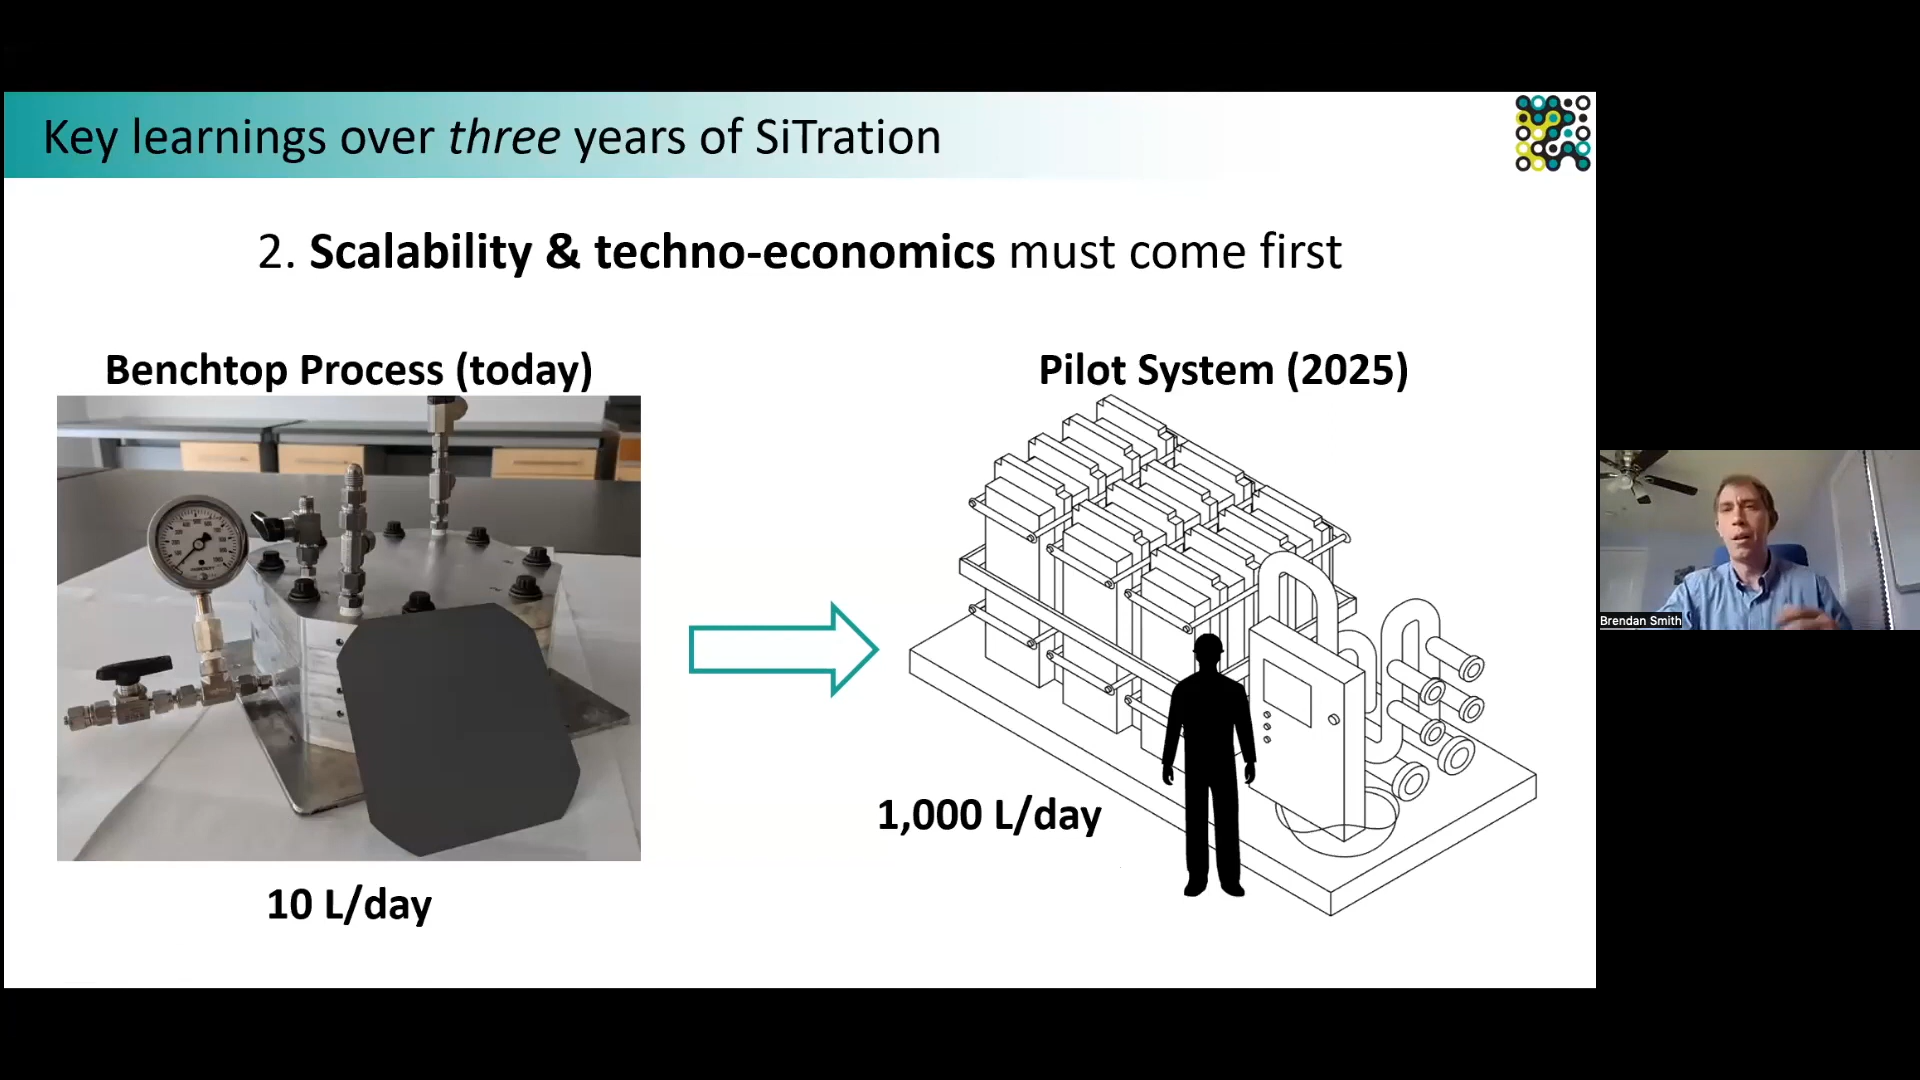 Key learnings over three years of SiTration
2. Scalability & techno-economics must come first
Benchtop Process (today)
Pilot System (2025)
1,000 L/day
10 L/day
Brendan Smith